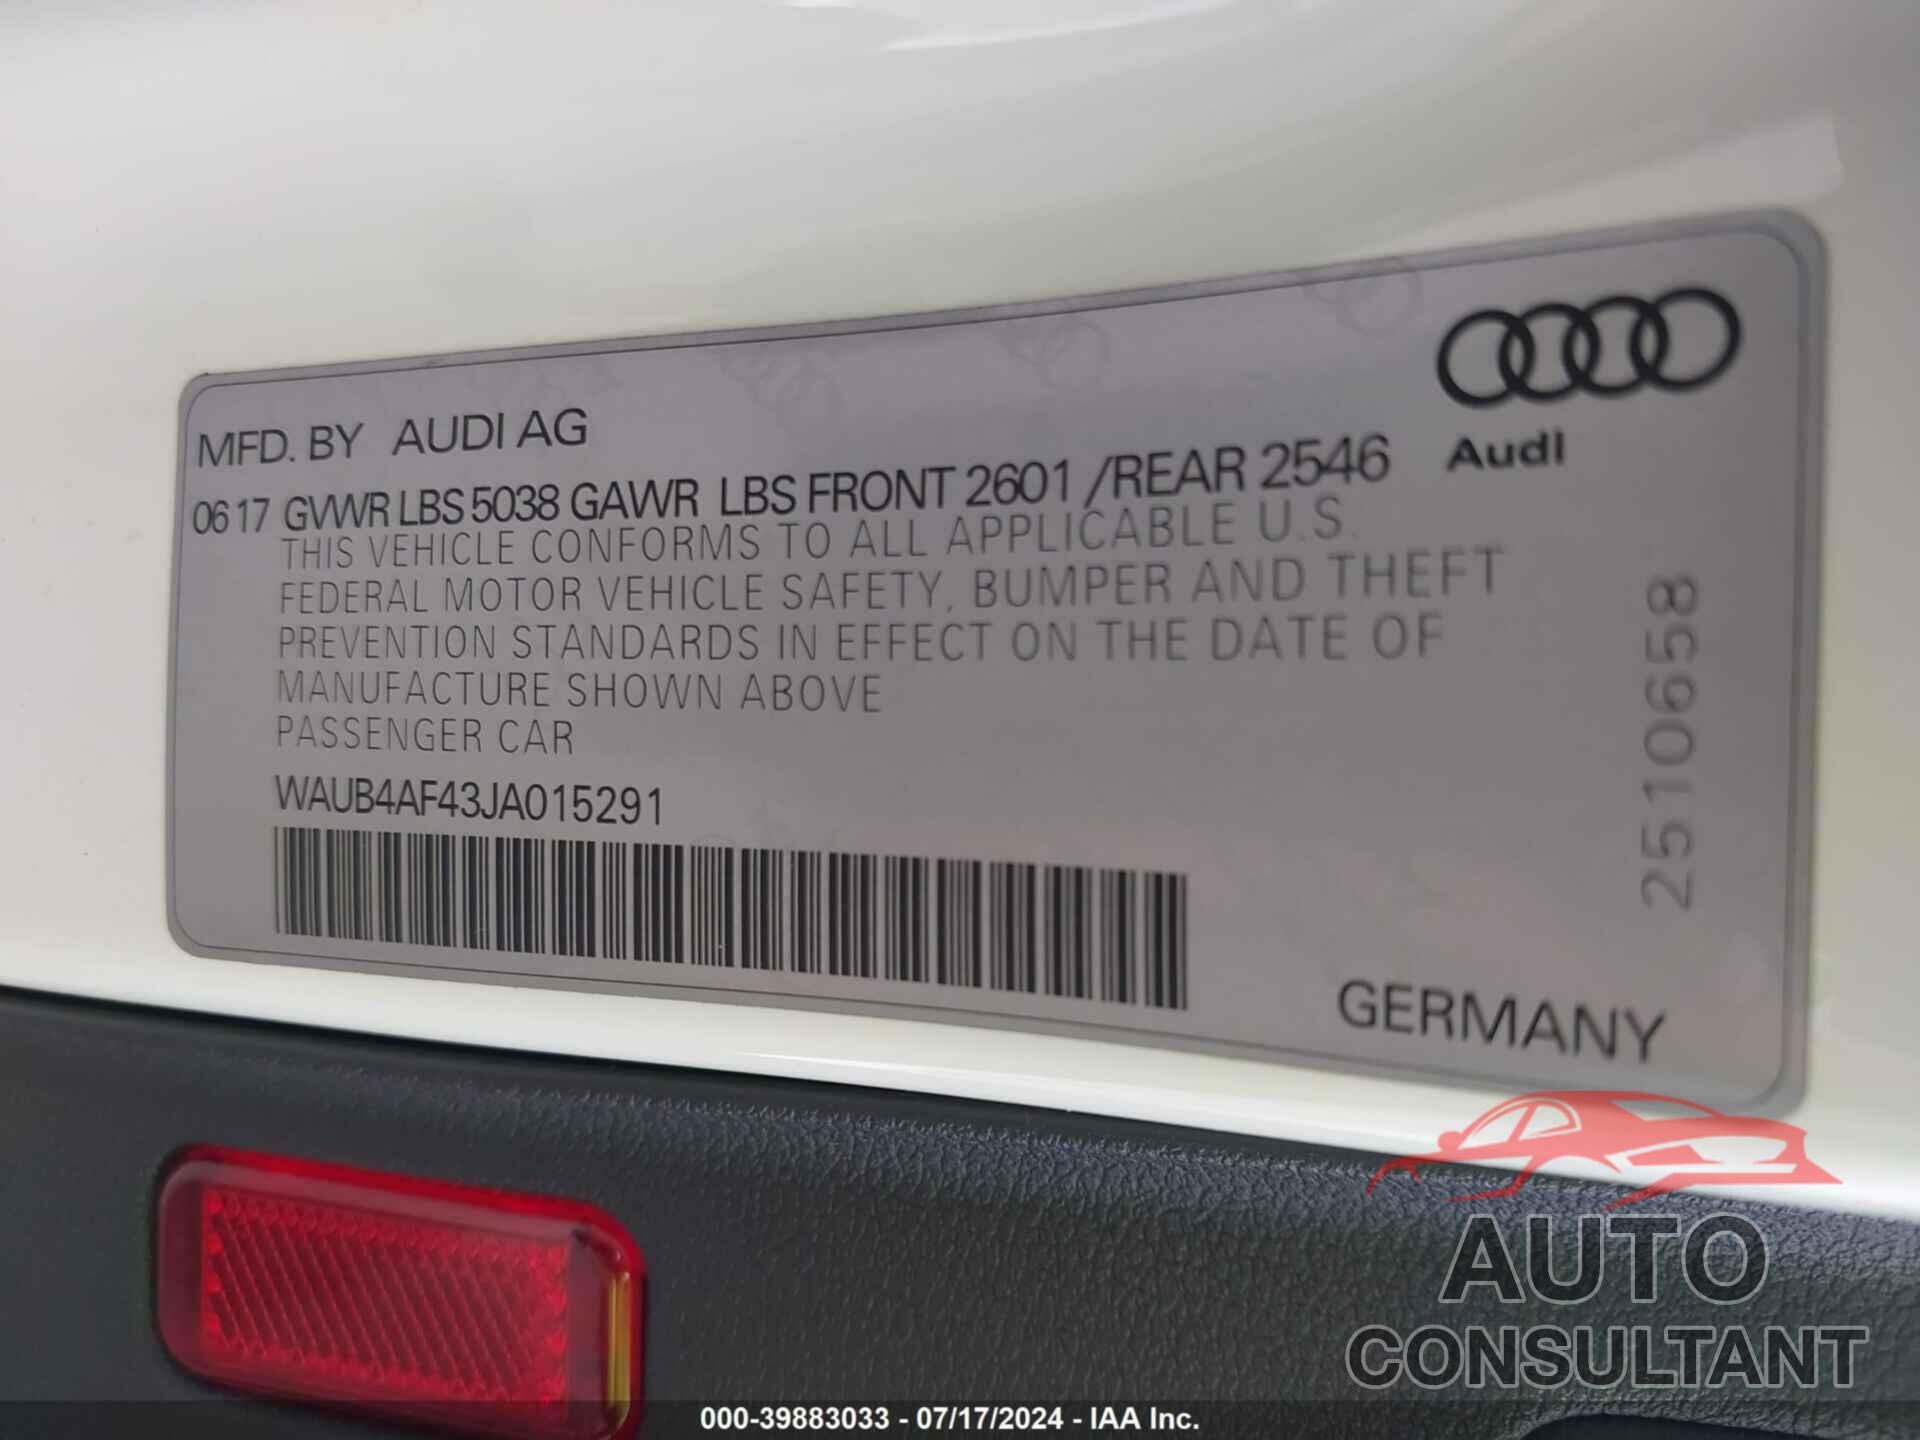 MFD. BY AUDI AG
Audi
06 17 GVWR LBS 5038 GAWR LBS FRONT 2601 /REAR 2546
THIS VEHICLE CONFORMS TO ALL APPLICABLE U.S.
FEDERAL MOTOR VEHICLE SAFETY, BUMPER AND THEFT
PREVENTION STANDARDS IN EFFECT ON THE DATE OF
MANUFACTURE SHOWN ABOVE
PASSENGER CAR
WAUB4AF43JA015291
2510658
GERMANY
AUTO
CONSULTANT
000-39883033 - 07/17/2024 - IAA Inc.